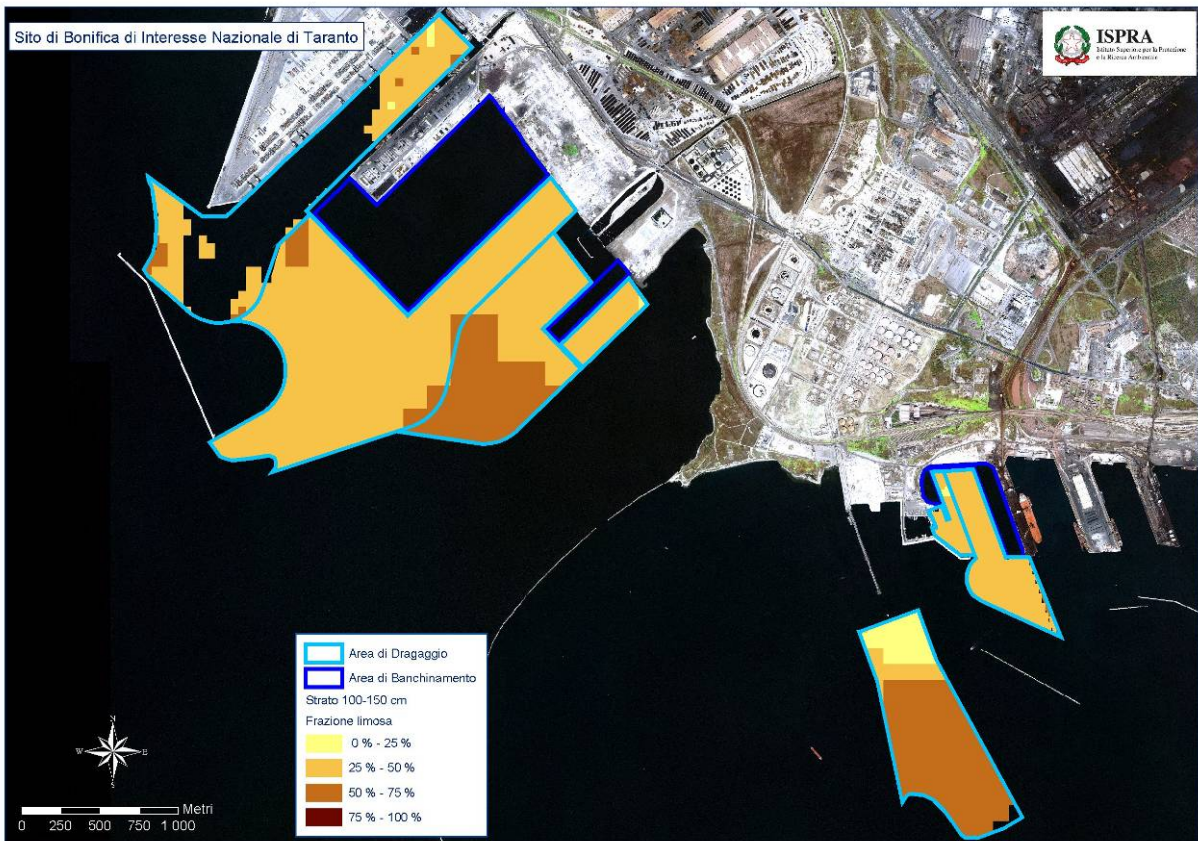 Sito di Bonifica di Interesse Nazionale di Taranto
ISPRA
Istituto Superiore per la Protezione
e la Ricerca Ambientale
Area di Dragaggio
Area di Banchinamento
Strato 100-150 cm
Frazione limosa
0 % - 25 %
25 % - 50 %
50 % - 75 %
75 % - 100 %
N
W
E
S
Metri
0 250 500 750 1 000